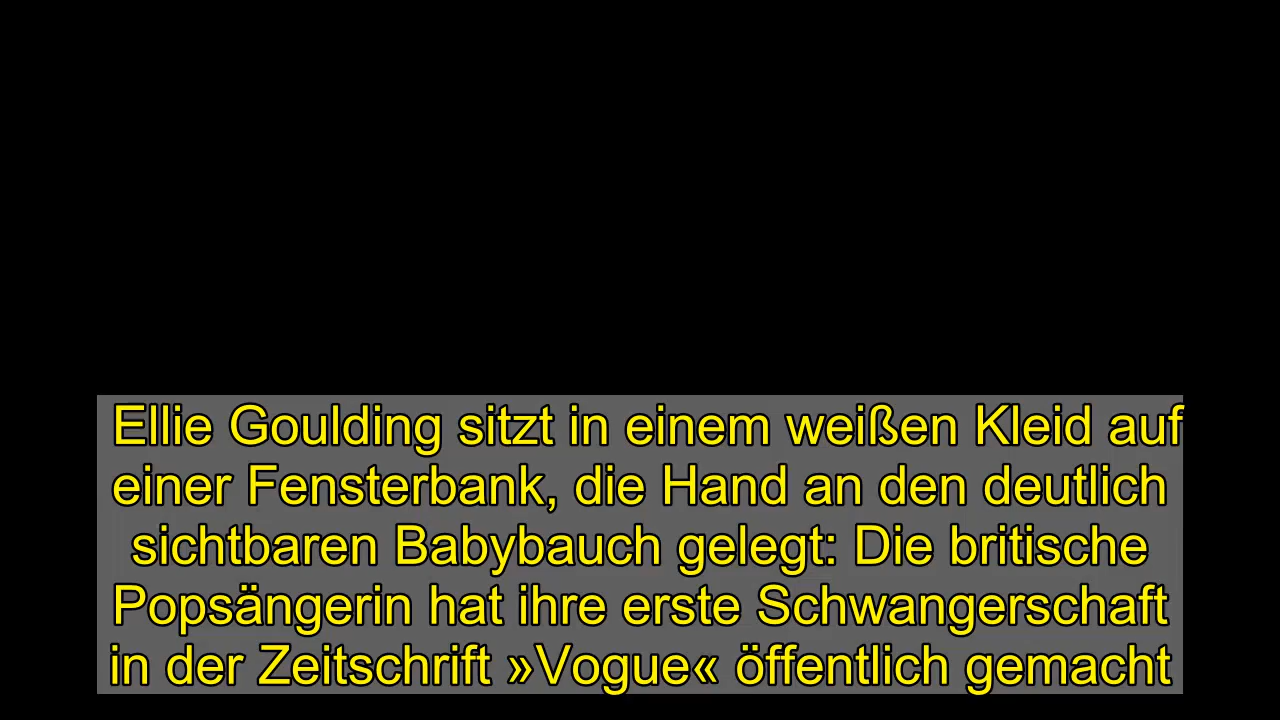 Ellie Goulding sitzt in einem weißen Kleid auf
einer Fensterbank, die Hand an den deutlich
sichtbaren Babybauch gelegt: Die britische
Popsängerin hat ihre erste Schwangerschaft
in der Zeitschrift »Vogue« öffentlich gemacht